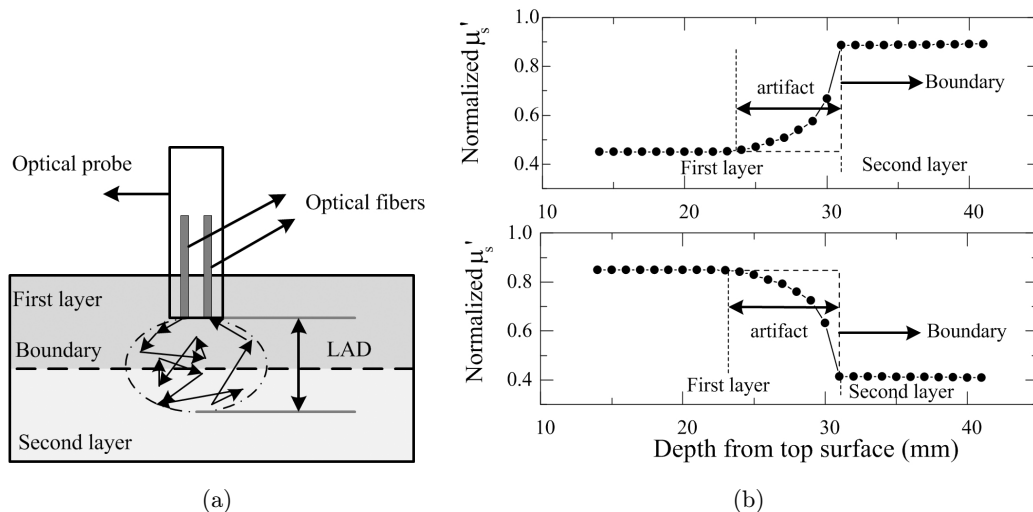 Optical probe
Optical fibers
First layer
Boundary
LAD
Second layer
(a)
Normalized μs'
1.0
0.8
0.6
0.4
artifact
Boundary
First layer
Second layer
10 20 30 40
Normalized μs'
1.0
0.8
0.6
0.4
artifact
Boundary
First layer
Second layer
10 20 30 40
Depth from top surface (mm)
(b)